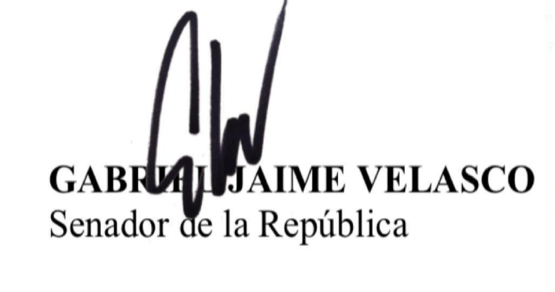 GABRIEL JAIME VELASCO
Senador de la República